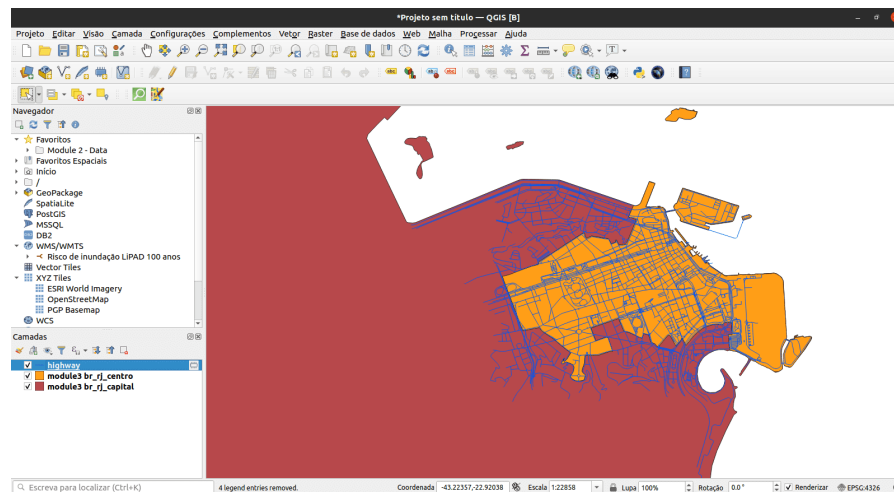 *Projeto sem título — QGIS [B]
Projeto Editar Visão Camada Configurações Complementos Vetor Raster Base de dados Web Malha Processar Ajuda
Navegador
Favoritos
Module 2 - Data
Favoritos Espaciais
Início
/
GeoPackage
SpatiaLite
PostGIS
MSSQL
DB2
WMS/WMTS
Risco de inundação LiPAD 100 anos
Vector Tiles
XYZ Tiles
ESRI World Imagery
OpenStreetMap
PGP Basemap
WCS
Camadas
highway
module3 br_rj_centro
module3 br_rj_capital
Escreva para localizar (Ctrl+K) 4 legend entries removed. Coordenada -43.22357,-22.92038 Escala 1:22858 Lupa 100% Rotação 0.0° Renderizar EPSG:4326